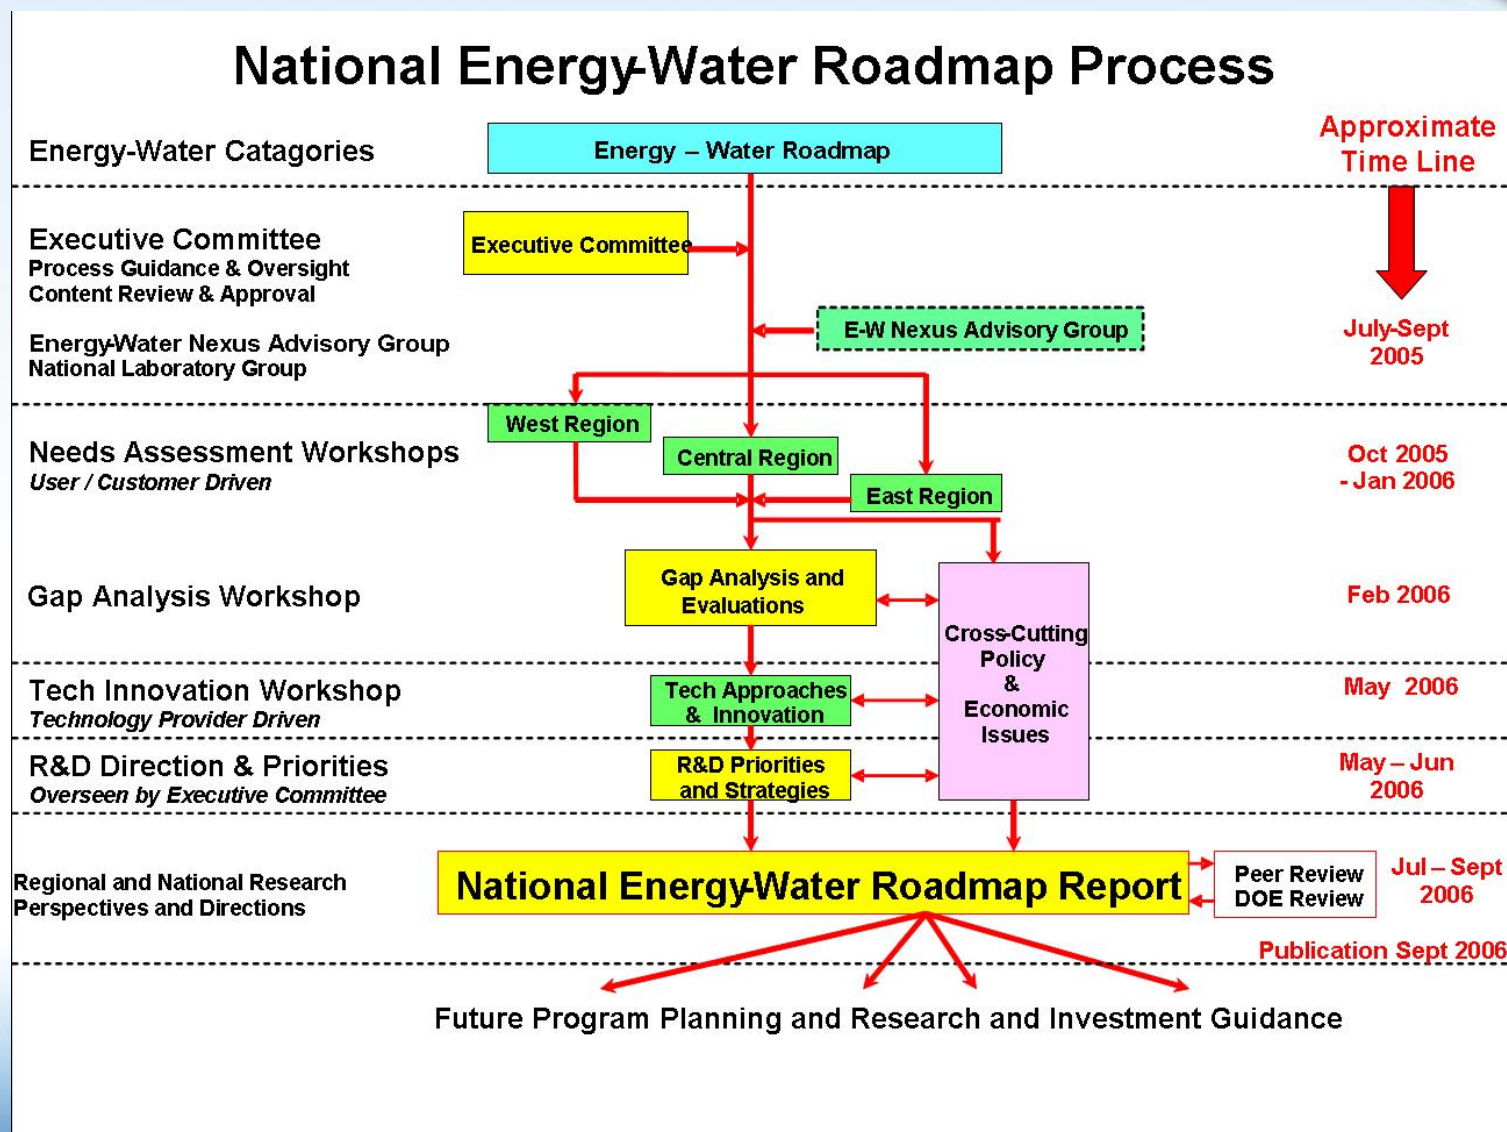 National Energy-Water Roadmap Process
Energy-Water Catagories
Energy – Water Roadmap
Approximate
Time Line
Executive Committee
Process Guidance & Oversight
Content Review & Approval
Executive Committee
Energy-Water Nexus Advisory Group
National Laboratory Group
E-W Nexus Advisory Group
July-Sept
2005
West Region
Needs Assessment Workshops
User / Customer Driven
Central Region
East Region
Oct 2005
- Jan 2006
Gap Analysis Workshop
Gap Analysis and
Evaluations
Cross-Cutting
Policy
&
Economic
Issues
Feb 2006
Tech Innovation Workshop
Technology Provider Driven
Tech Approaches
& Innovation
May 2006
R&D Direction & Priorities
Overseen by Executive Committee
R&D Priorities
and Strategies
May – Jun
2006
Regional and National Research
Perspectives and Directions
National Energy-Water Roadmap Report
Peer Review
DOE Review
Jul – Sept
2006
Publication Sept 2006
Future Program Planning and Research and Investment Guidance